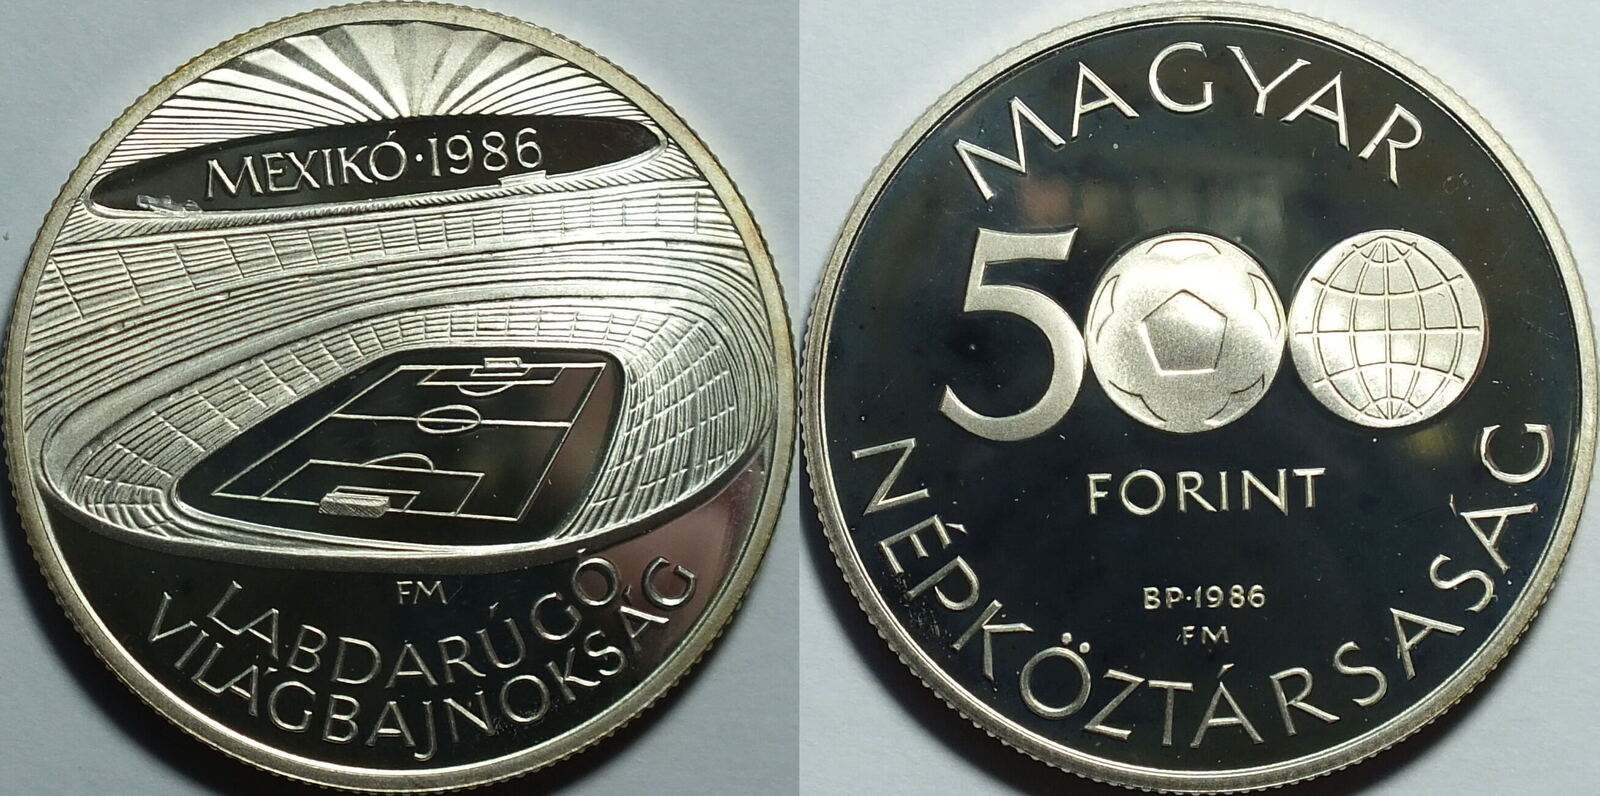 MEXIKÓ·1986
FM
LABDARÚGÓ
VILÁGBAJNOKSÁG
MAGYAR
500
FORINT
BP·1986
FM
NÉPKÖZTÁRSASÁG